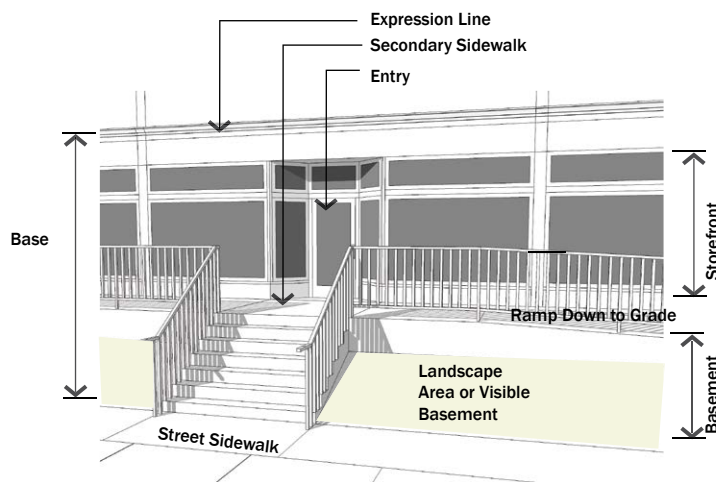 Expression Line
Secondary Sidewalk
Entry
Base
Storefront
Ramp Down to Grade
Landscape
Area or Visible
Basement
Basement
Street Sidewalk